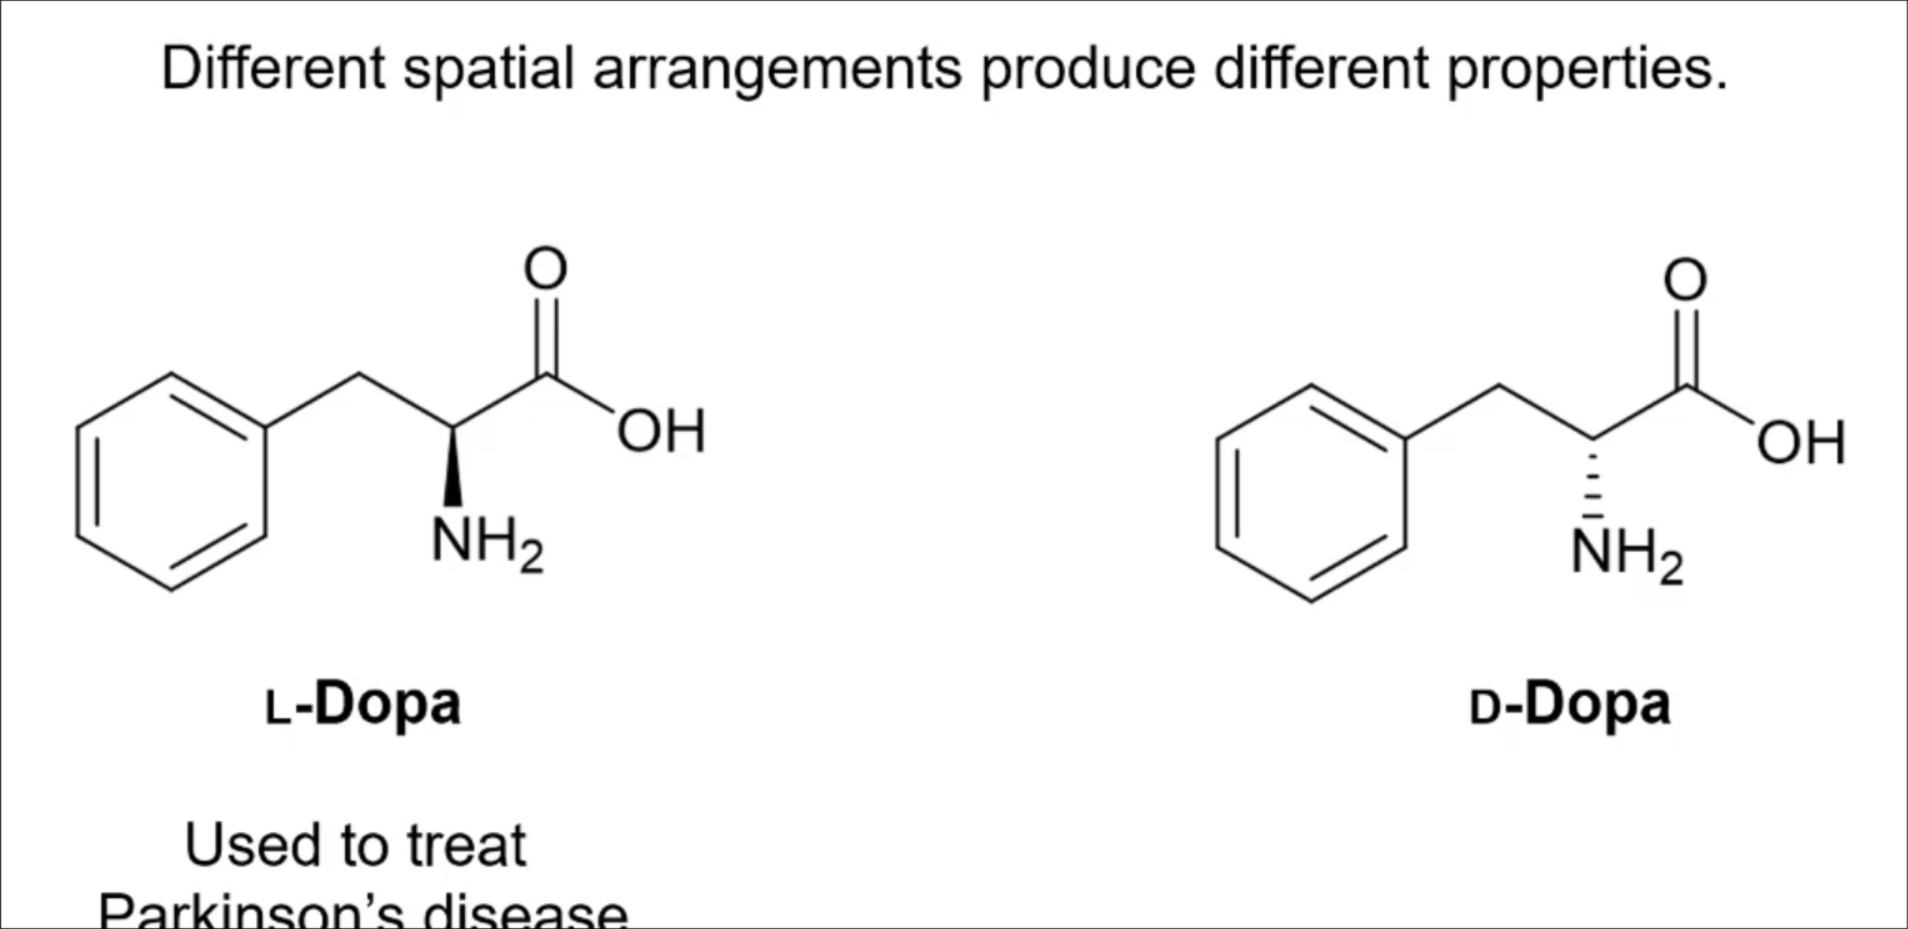 Different spatial arrangements produce different properties.
O
OH
NH2
L-Dopa
O
OH
NH2
D-Dopa
Used to treat
Parkinson's disease